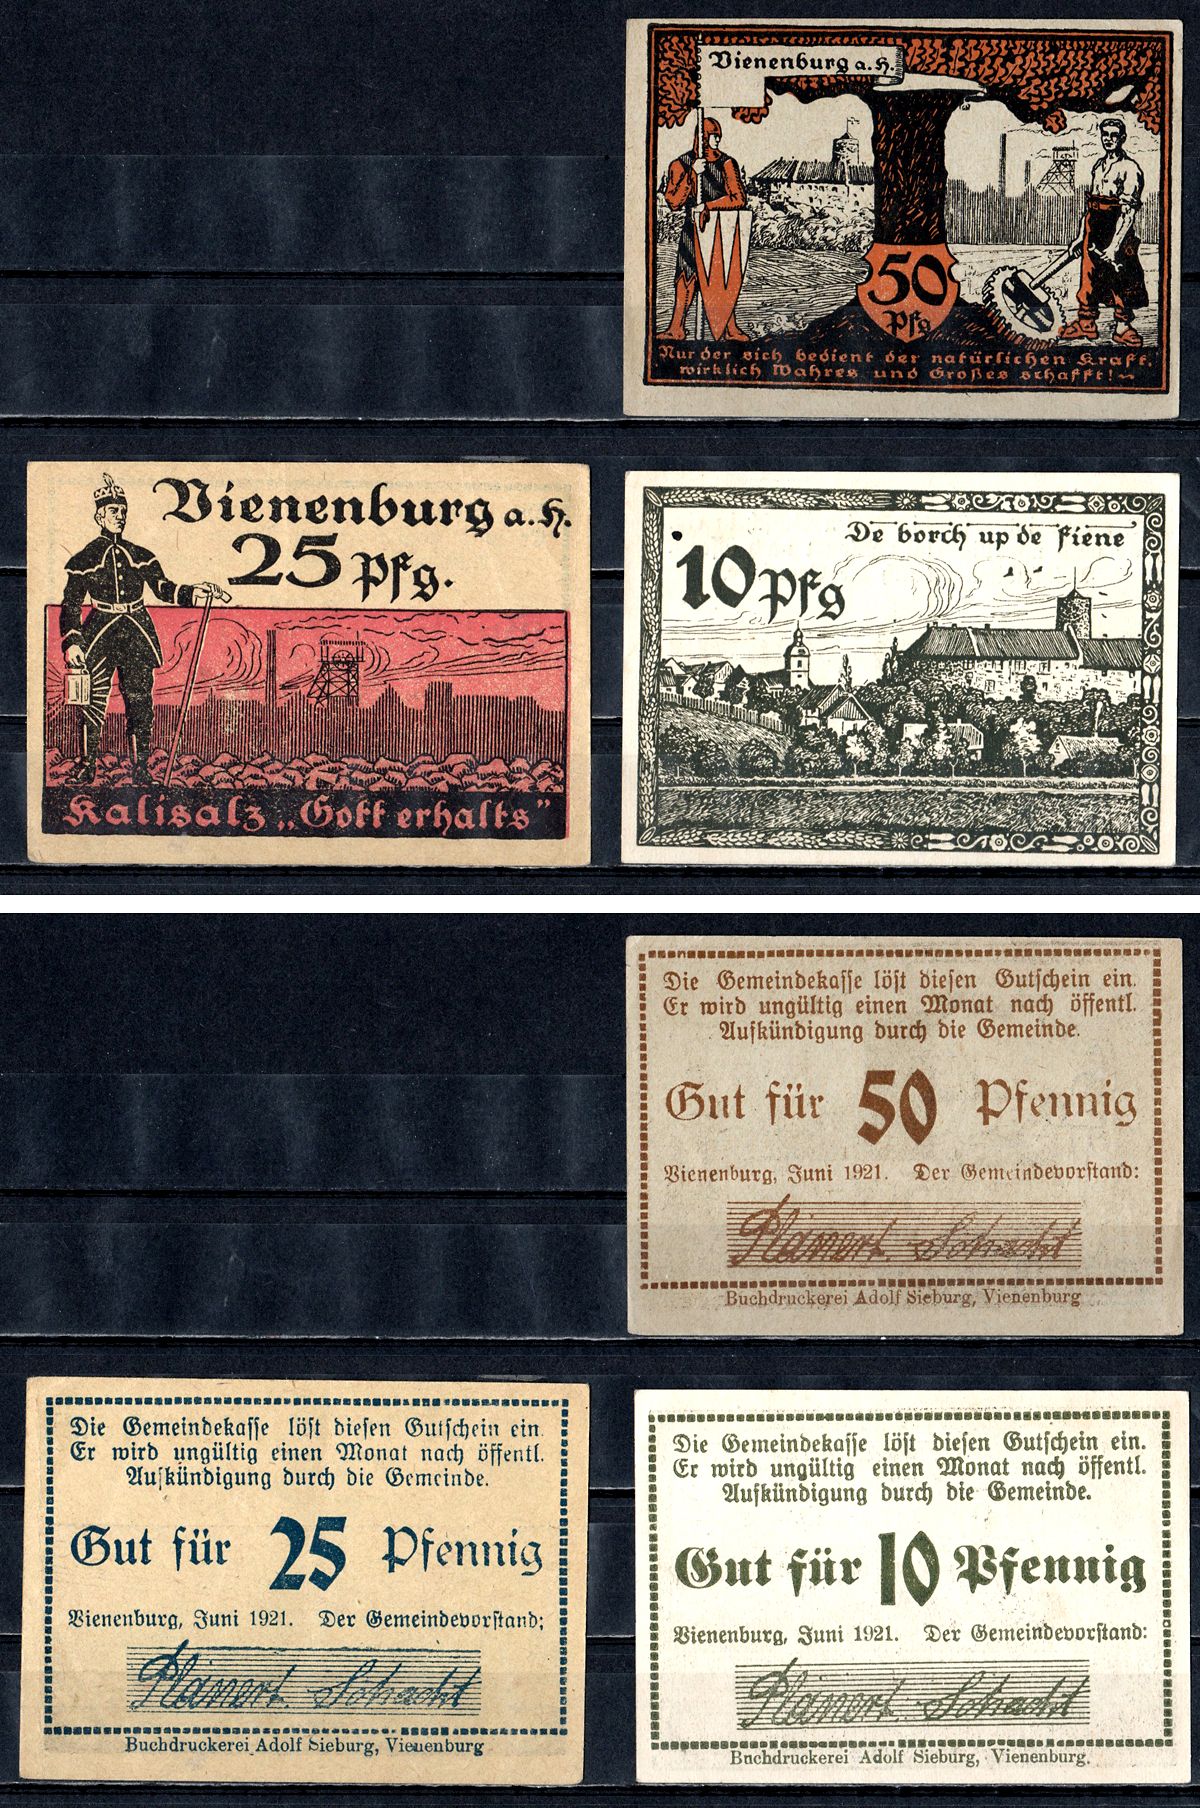 Vienenburg a. H.
50
Pfg
Nur der sich bedient der natürlichen Kraft,
wirklich Wahres und Großes schafft!
Vienenburg a. H.
25 Pfg.
Kalisalz „Gott erhalts"
De borch up de Fiene
10 Pfg
Die Gemeindekasse löst diesen Gutschein ein.
Er wird ungültig einen Monat nach öffentl.
Aufkündigung durch die Gemeinde.
Gut für 50 Pfennig
Vienenburg, Juni 1921. Der Gemeindevorstand:
Planert. Schacht
Buchdruckerei Adolf Sieburg, Vienenburg
Die Gemeindekasse löst diesen Gutschein ein.
Er wird ungültig einen Monat nach öffentl.
Aufkündigung durch die Gemeinde.
Gut für 25 Pfennig
Vienenburg, Juni 1921. Der Gemeindevorstand:
Planert. Schacht
Buchdruckerei Adolf Sieburg, Vienenburg
Die Gemeindekasse löst diesen Gutschein ein.
Er wird ungültig einen Monat nach öffentl.
Aufkündigung durch die Gemeinde.
Gut für 10 Pfennig
Vienenburg, Juni 1921. Der Gemeindevorstand:
Planert. Schacht
Buchdruckerei Adolf Sieburg, Vienenburg.